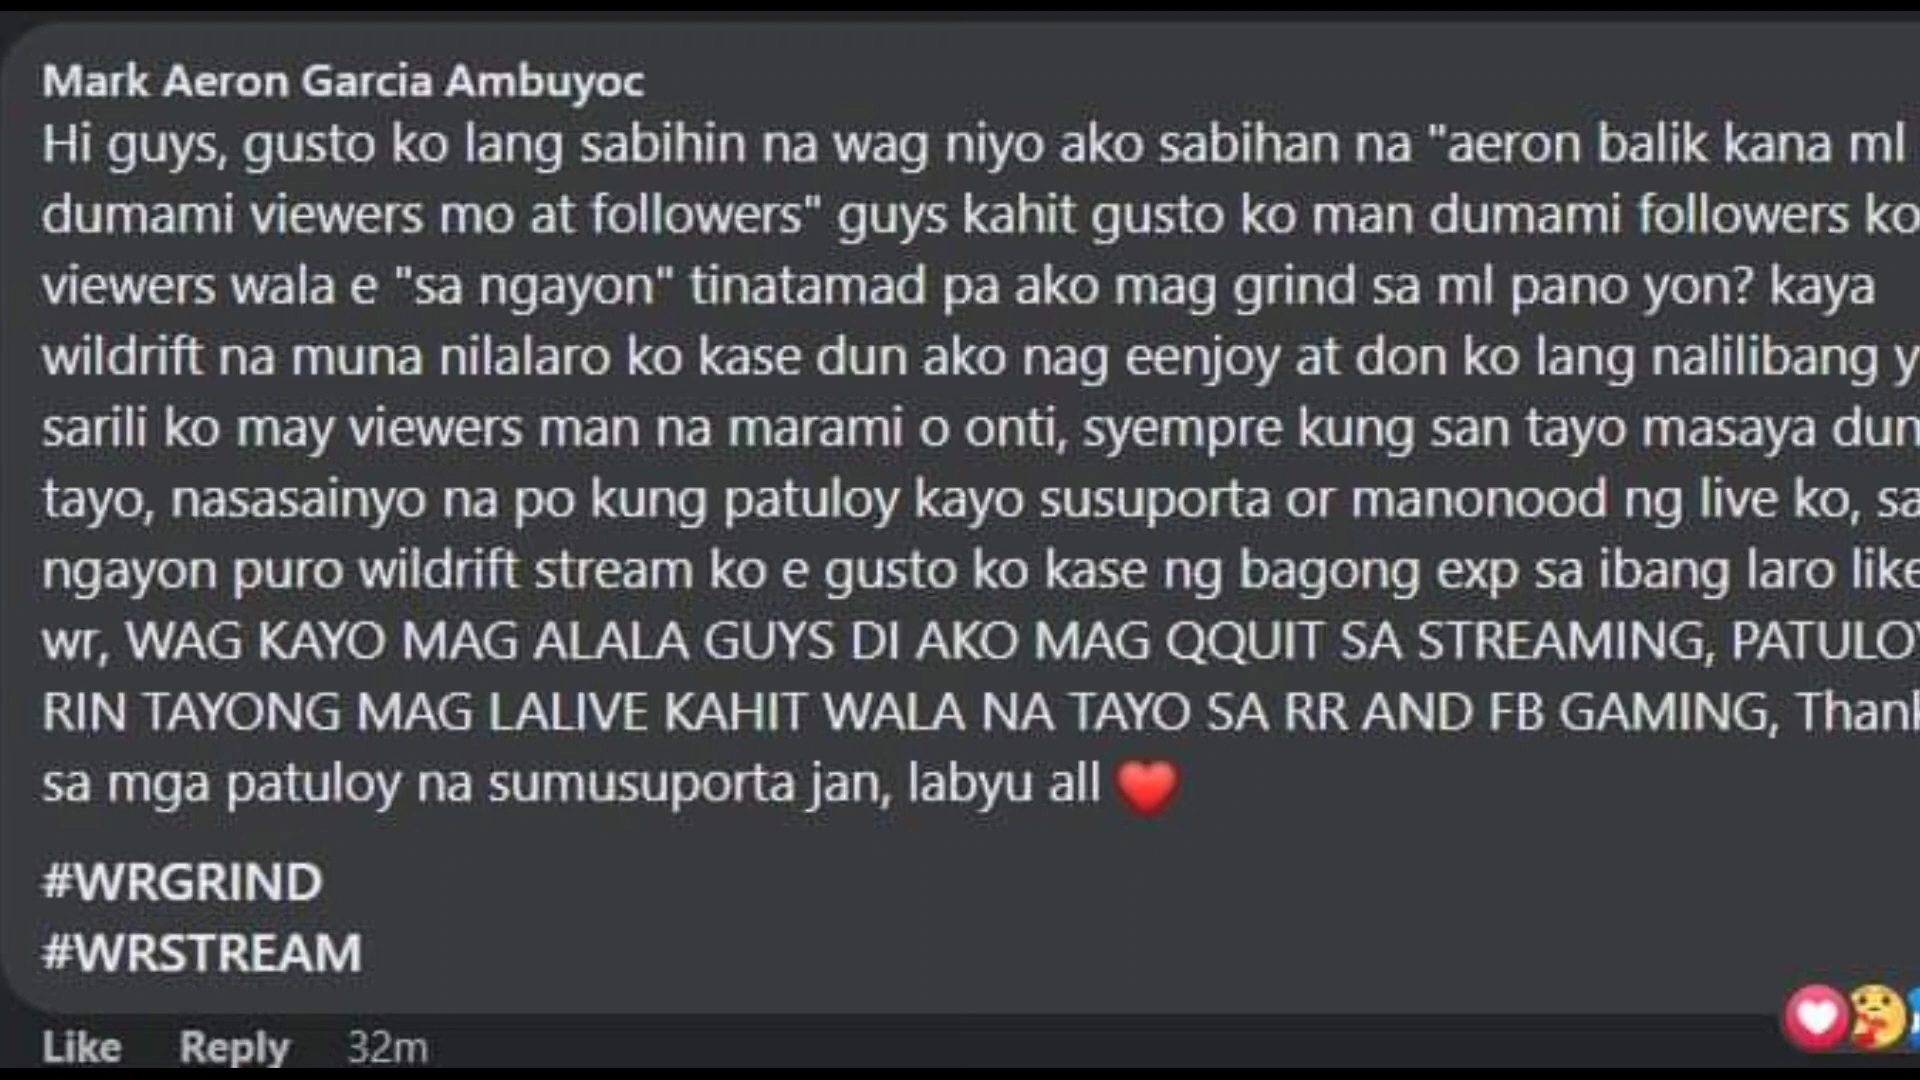 Mark Aeron Garcia Ambuyoc
Hi guys, gusto ko lang sabihin na wag niyo ako sabihan na "aeron balik kana ml
dumami viewers mo at followers" guys kahit gusto ko man dumami followers ko
viewers wala e "sa ngayon" tinatamad pa ako mag grind sa ml pano yon? kaya
wildrift na muna nilalaro ko kase dun ako nag eenjoy at don ko lang nalilibang
sarili ko may viewers man na marami o onti, syempre kung san tayo masaya dun
tayo, nasasainyo na po kung patuloy kayo susuporta or manonood ng live ko, sa
ngayon puro wildrift stream ko e gusto ko kase ng bagong exp sa ibang laro like
wr, WAG KAYO MAG ALALA GUYS DI AKO MAG QQUIT SA STREAMING, PATULOY
RIN TAYONG MAG LALIVE KAHIT WALA NA TAYO SA RR AND FB GAMING, Thank
sa mga patuloy na sumusuporta jan, labyu all ❤️
#WRGRIND
#WRSTREAM
Like Reply 32m